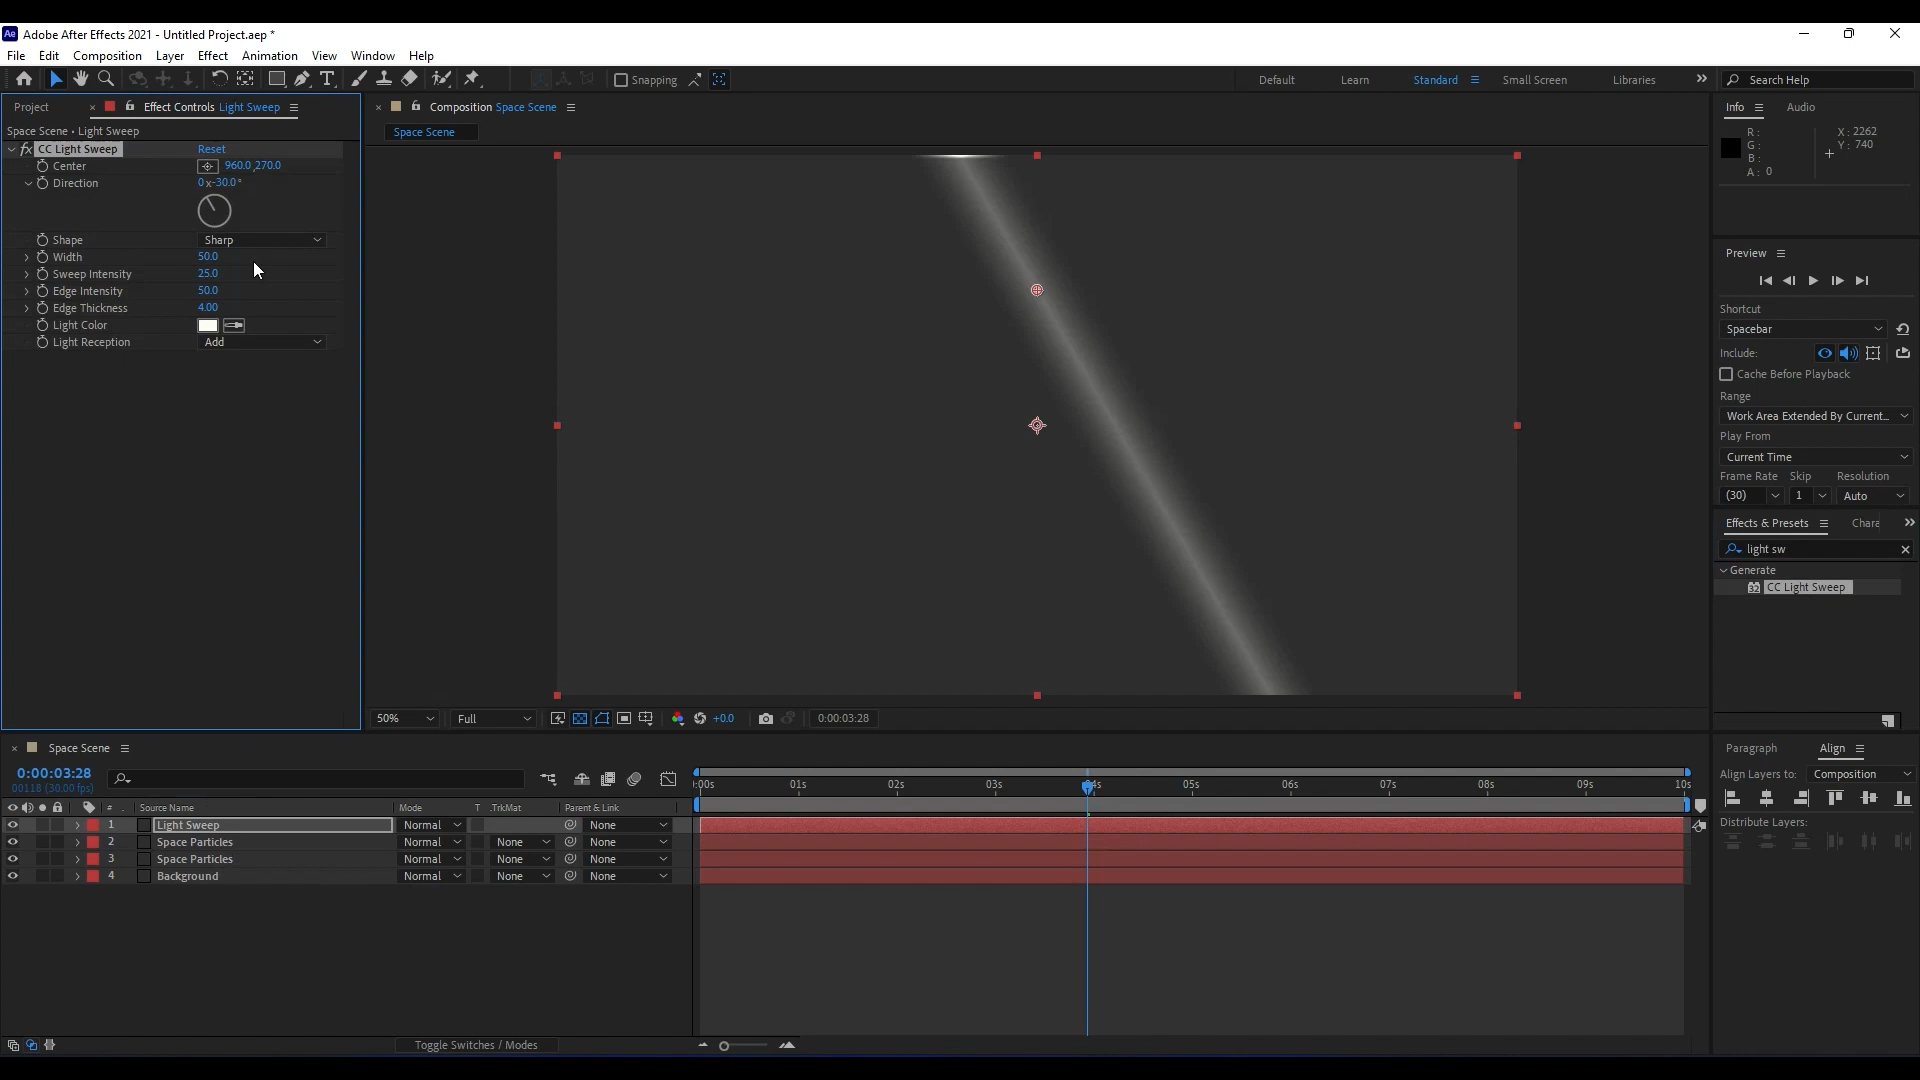 Ae Adobe After Effects 2021 - Untitled Project.aep *
File Edit Composition Layer Effect Animation View Window Help
Snapping Default Learn Standard Small Screen Libraries Search Help
Project Effect Controls Light Sweep Composition Space Scene Info Audio
Space Scene • Light Sweep Space Scene
fx CC Light Sweep Reset
Center 960.0,270.0
Direction 0x-30.0°
Shape Sharp
Width 50.0
Sweep Intensity 25.0
Edge Intensity 50.0
Edge Thickness 4.00
Light Color
Light Reception Add
50% Full +0.0 0:00:03:28
R: X: 2262
G: Y: 740
B:
A: 0
Preview
Shortcut
Spacebar
Include:
Cache Before Playback
Range
Work Area Extended By Current...
Play From
Current Time
Frame Rate Skip Resolution
(30) 1 Auto
Effects & Presets Chara
light sw
Generate
32 CC Light Sweep
Paragraph Align
Align Layers to: Composition
Distribute Layers:
Space Scene
0:00:03:28
00118 (30.00 fps)
:00s 01s 02s 03s 04s 05s 06s 07s 08s 09s 10s
# Source Name Mode T .TrkMat Parent & Link
1 Light Sweep Normal None
2 Space Particles Normal None None
3 Space Particles Normal None None
4 Background Normal None None
Toggle Switches / Modes